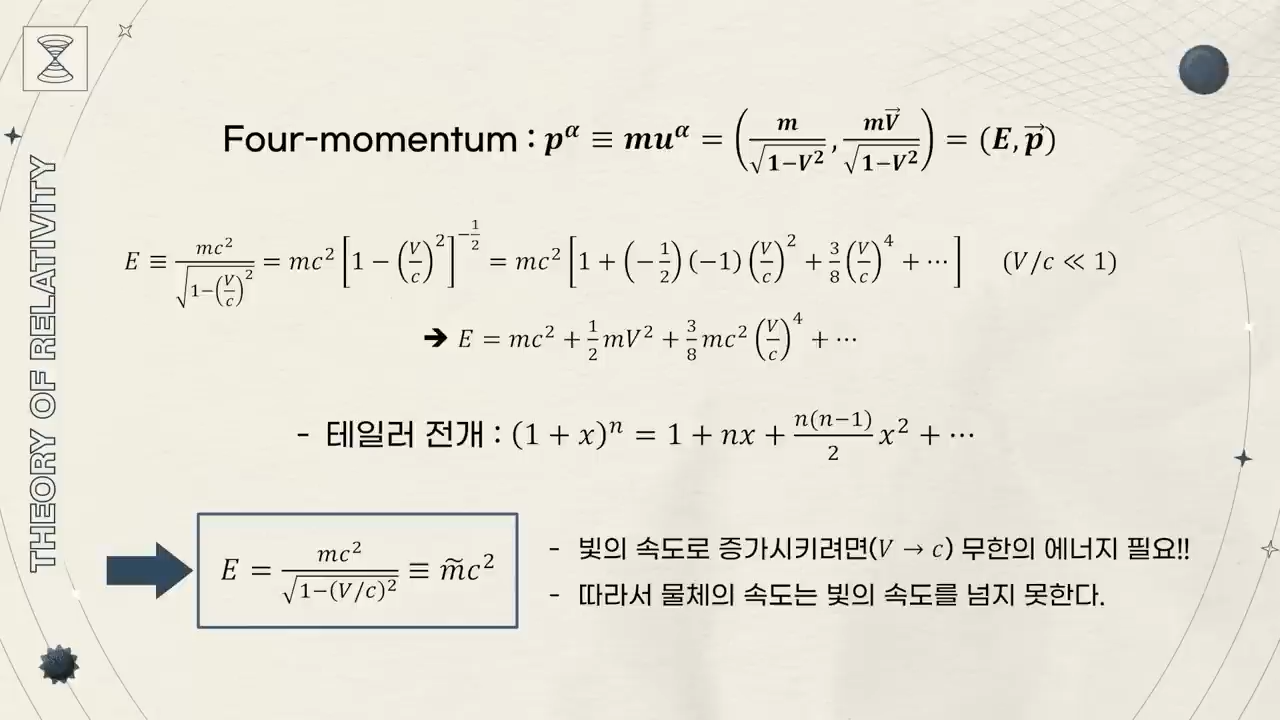 THEORY OF RELATIVITY
Four-momentum : p^α ≡ mu^α = (m/√(1−V²), mV⃗/√(1−V²)) = (E, p⃗)
E ≡ mc²/√(1−(V/c)²) = mc² [1 − (V/c)²]^(−1/2) = mc² [1 + (−1/2)(−1)(V/c)² + 3/8 (V/c)⁴ + ⋯] (V/c ≪ 1)
➔ E = mc² + 1/2 mV² + 3/8 mc² (V/c)⁴ + ⋯
- 테일러 전개 : (1 + x)ⁿ = 1 + nx + n(n−1)/2 x² + ⋯
E = mc²/√(1−(V/c)²) ≡ m̃c²
- 빛의 속도로 증가시키려면(V → c) 무한의 에너지 필요!!
- 따라서 물체의 속도는 빛의 속도를 넘지 못한다.